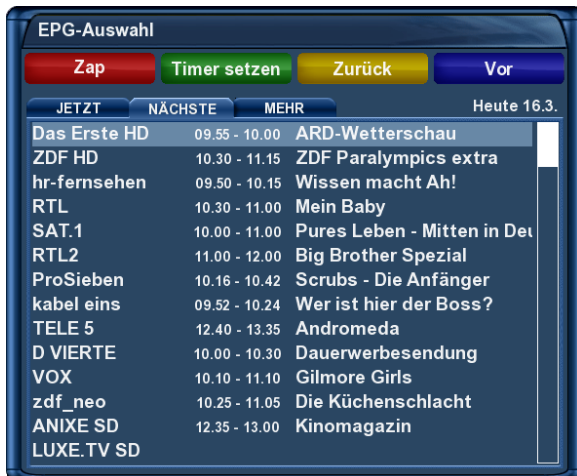 EPG-Auswahl
Zap Timer setzen Zurück Vor
JETZT NÄCHSTE MEHR Heute 16.3.
Das Erste HD 09.55 - 10.00 ARD-Wetterschau
ZDF HD 10.30 - 11.15 ZDF Paralympics extra
hr-fernsehen 09.50 - 10.15 Wissen macht Ah!
RTL 10.30 - 11.00 Mein Baby
SAT.1 10.00 - 11.00 Pures Leben - Mitten in Deu
RTL2 11.00 - 12.00 Big Brother Spezial
ProSieben 10.16 - 10.42 Scrubs - Die Anfänger
kabel eins 09.52 - 10.24 Wer ist hier der Boss?
TELE 5 12.40 - 13.35 Andromeda
D VIERTE 10.00 - 10.30 Dauerwerbesendung
VOX 10.10 - 11.10 Gilmore Girls
zdf_neo 10.25 - 11.05 Die Küchenschlacht
ANIXE SD 12.35 - 13.00 Kinomagazin
LUXE.TV SD